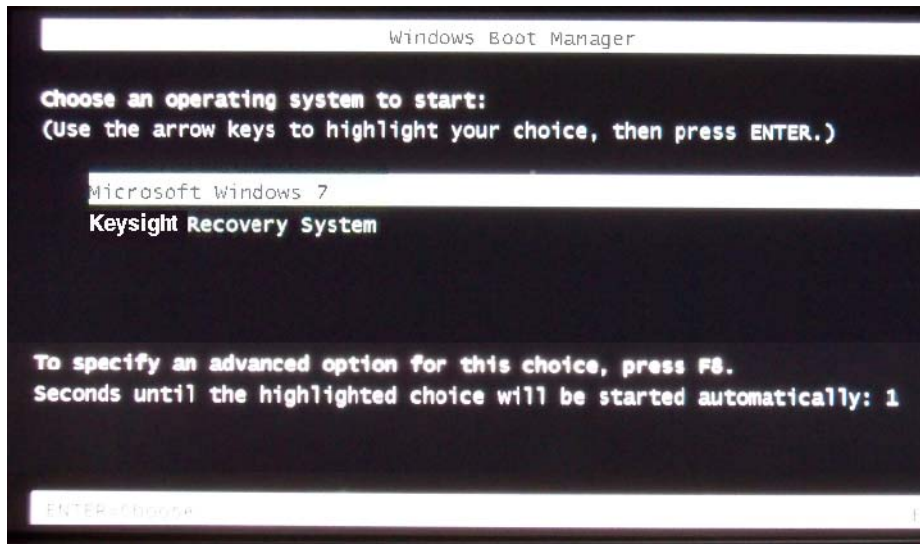 Windows Boot Manager
Choose an operating system to start:
(Use the arrow keys to highlight your choice, then press ENTER.)
Microsoft Windows 7
Keysight Recovery System
To specify an advanced option for this choice, press F8.
Seconds until the highlighted choice will be started automatically: 1
ENTER=Choose